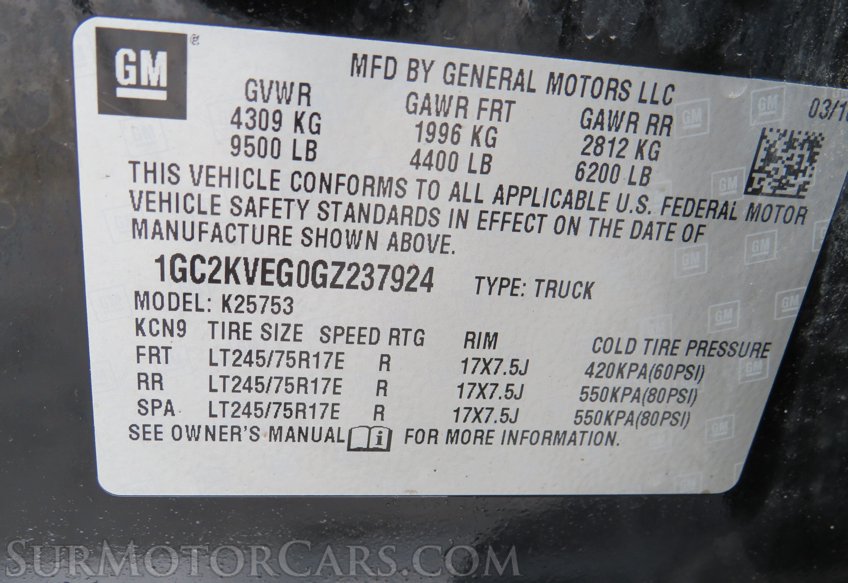 GM
MFD BY GENERAL MOTORS LLC
GVWR GAWR FRT GAWR RR
4309 KG 1996 KG 2812 KG
9500 LB 4400 LB 6200 LB
THIS VEHICLE CONFORMS TO ALL APPLICABLE U.S. FEDERAL MOTOR
VEHICLE SAFETY STANDARDS IN EFFECT ON THE DATE OF
MANUFACTURE SHOWN ABOVE.
1GC2KVEG0GZ237924 TYPE: TRUCK
MODEL: K25753
KCN9 TIRE SIZE SPEED RTG RIM COLD TIRE PRESSURE
FRT LT245/75R17E R 17X7.5J 420KPA(60PSI)
RR LT245/75R17E R 17X7.5J 550KPA(80PSI)
SPA LT245/75R17E R 17X7.5J 550KPA(80PSI)
SEE OWNER'S MANUAL FOR MORE INFORMATION.
SURMOTORCARS.COM